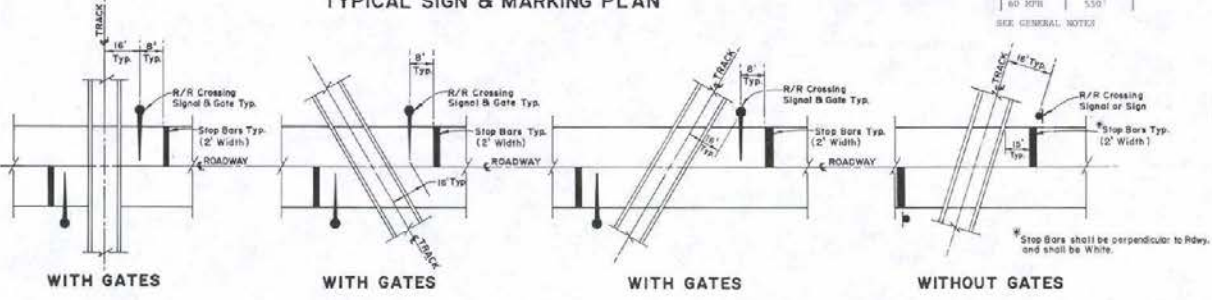 TYPICAL SIGN & MARKING PLAN
60 MPH 550'
SEE GENERAL NOTES
TRACK
16' Typ.
8' Typ.
R/R Crossing
Signal & Gate Typ.
Stop Bars Typ.
(2' Width)
ROADWAY
WITH GATES
8' Typ.
R/R Crossing
Signal & Gate Typ.
Stop Bars Typ.
(2' Width)
ROADWAY
TRACK
WITH GATES
TRACK
8' Typ.
R/R Crossing
Signal & Gate Typ.
Typ.
Stop Bars Typ.
(2' Width)
ROADWAY
WITH GATES
TRACK
16' Typ.
R/R Crossing
Signal or Sign
15' Typ.
*Stop Bars Typ.
(2' Width)
ROADWAY
*Stop Bars shall be perpendicular to Rdwy.
and shall be White.
WITHOUT GATES